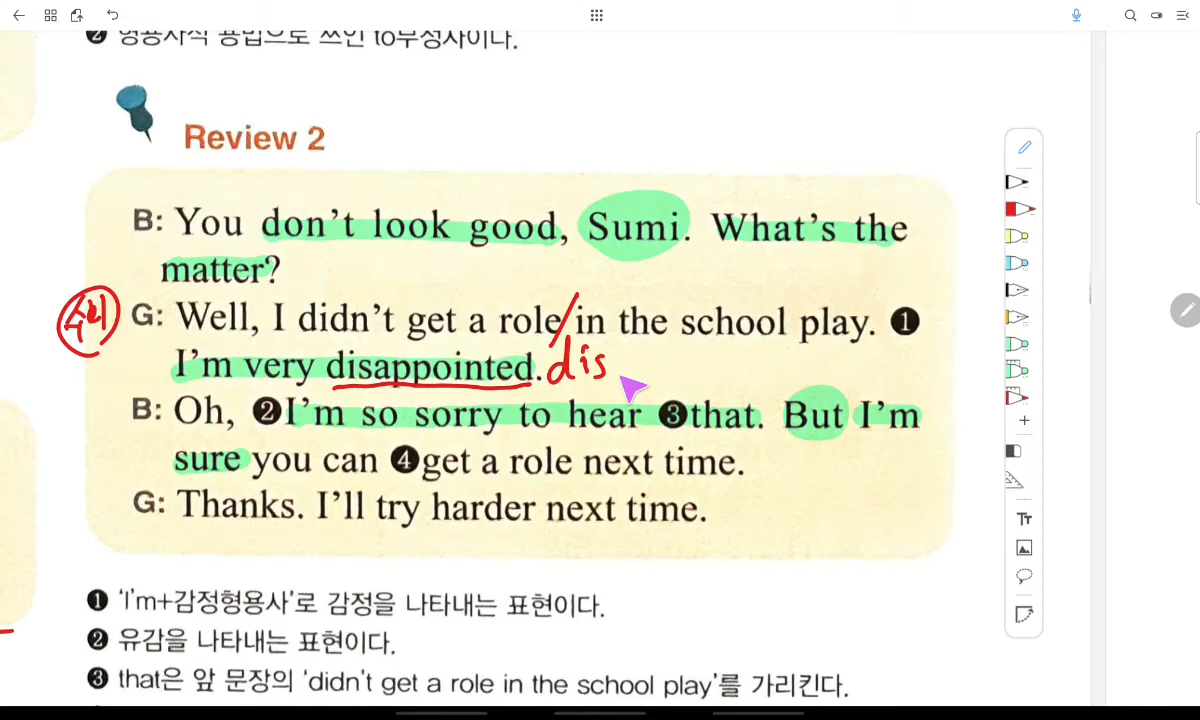 ❷ 형용사적 용법으로 쓰인 to부정사이다.
Review 2
B: You don't look good, Sumi. What's the
matter?
수미 G: Well, I didn't get a role/in the school play. ❶
I'm very disappointed. dis
B: Oh, ❷I'm so sorry to hear ❸that. But I'm
sure you can ❹get a role next time.
G: Thanks. I'll try harder next time.
❶ 'I'm+감정형용사'로 감정을 나타내는 표현이다.
❷ 유감을 나타내는 표현이다.
❸ that은 앞 문장의 'didn't get a role in the school play'를 가리킨다.
Tт